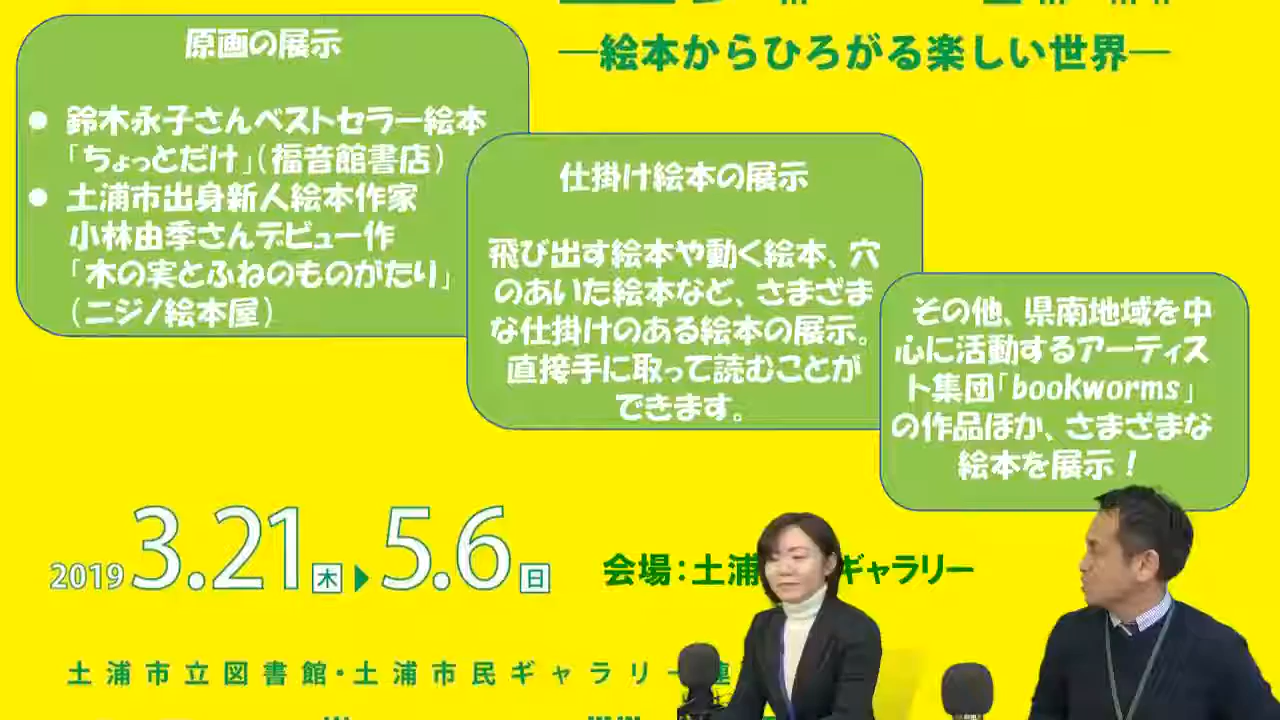 ―絵本からひろがる楽しい世界―
原画の展示
● 鈴木永子さんベストセラー絵本
「ちょっとだけ」(福音館書店)
● 土浦市出身新人絵本作家
小林由季さんデビュー作
「木の実とふねのものがたり」
(ニジノ絵本屋)
仕掛け絵本の展示
飛び出す絵本や動く絵本、穴
のあいた絵本など、さまざま
な仕掛けのある絵本の展示。
直接手に取って読むことが
できます。
その他、県南地域を中
心に活動するアーティス
ト集団「bookworms」
の作品ほか、さまざまな
絵本を展示!
2019 3.21木▶5.6日
会場:土浦 ギャラリー
土浦市立図書館・土浦市民ギャラリー連